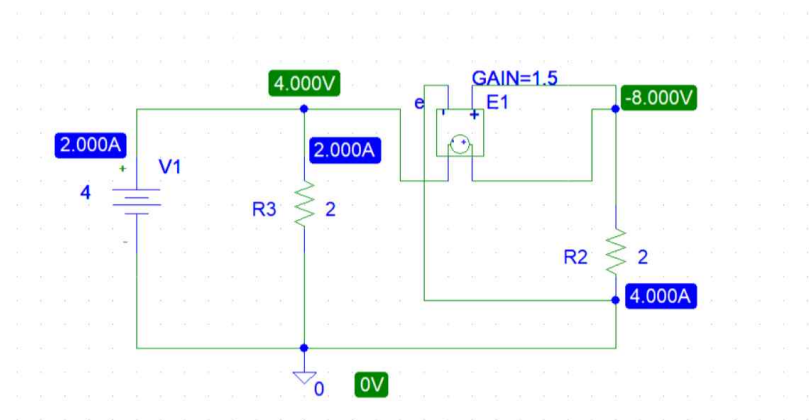 GAIN=1.5
4.000V
e
E1
-8.000V
2.000A
2.000A
+
V1
4
R3
2
R2
2
-
4.000A
0
0V